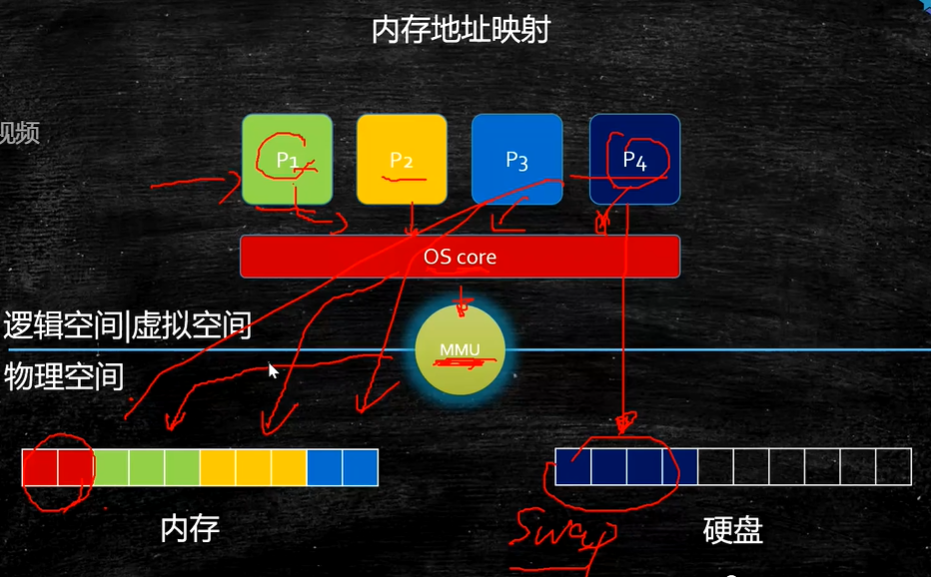 内存地址映射
视频
P1 P2 P3 P4
OS core
逻辑空间|虚拟空间
MMU
物理空间
内存 Swap 硬盘